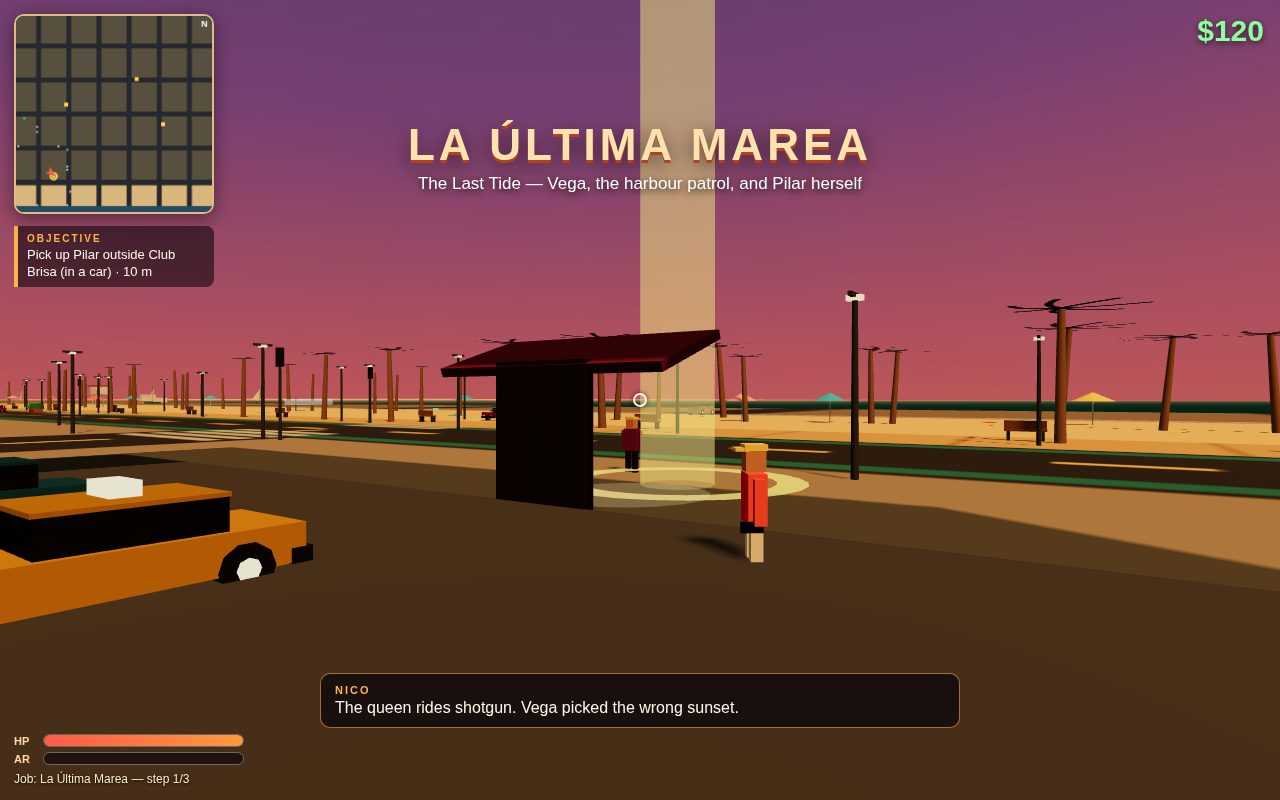 N
$120
LA ÚLTIMA MAREA
The Last Tide — Vega, the harbour patrol, and Pilar herself
OBJECTIVE
Pick up Pilar outside Club
Brisa (in a car) · 10 m
NICO
The queen rides shotgun. Vega picked the wrong sunset.
HP
AR
Job: La Última Marea — step 1/3